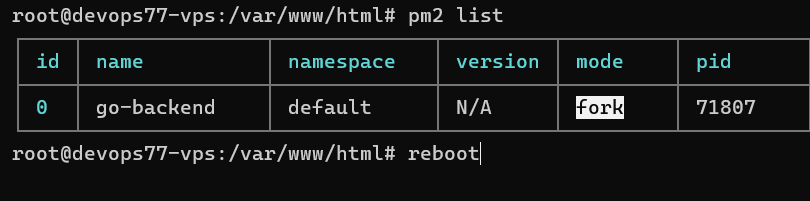 root@devops77-vps:/var/www/html# pm2 list
id name namespace version mode pid
0 go-backend default N/A fork 71807
root@devops77-vps:/var/www/html# reboot